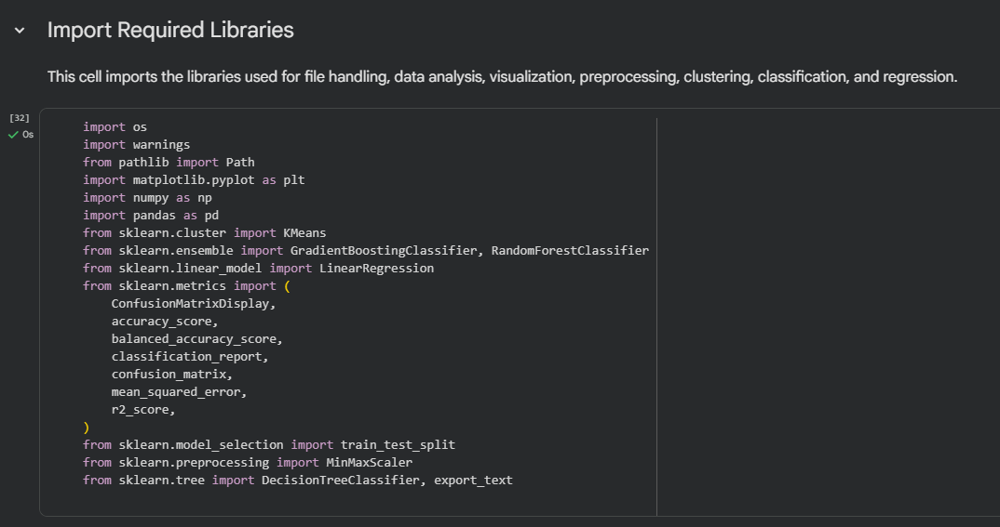 Import Required Libraries
This cell imports the libraries used for file handling, data analysis, visualization, preprocessing, clustering, classification, and regression.
[32]
0s
import os
import warnings
from pathlib import Path
import matplotlib.pyplot as plt
import numpy as np
import pandas as pd
from sklearn.cluster import KMeans
from sklearn.ensemble import GradientBoostingClassifier, RandomForestClassifier
from sklearn.linear_model import LinearRegression
from sklearn.metrics import (
    ConfusionMatrixDisplay,
    accuracy_score,
    balanced_accuracy_score,
    classification_report,
    confusion_matrix,
    mean_squared_error,
    r2_score,
)
from sklearn.model_selection import train_test_split
from sklearn.preprocessing import MinMaxScaler
from sklearn.tree import DecisionTreeClassifier, export_text